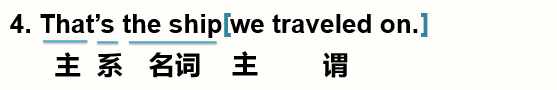 4. That's the ship[we traveled on.]
主 系 名词 主 谓